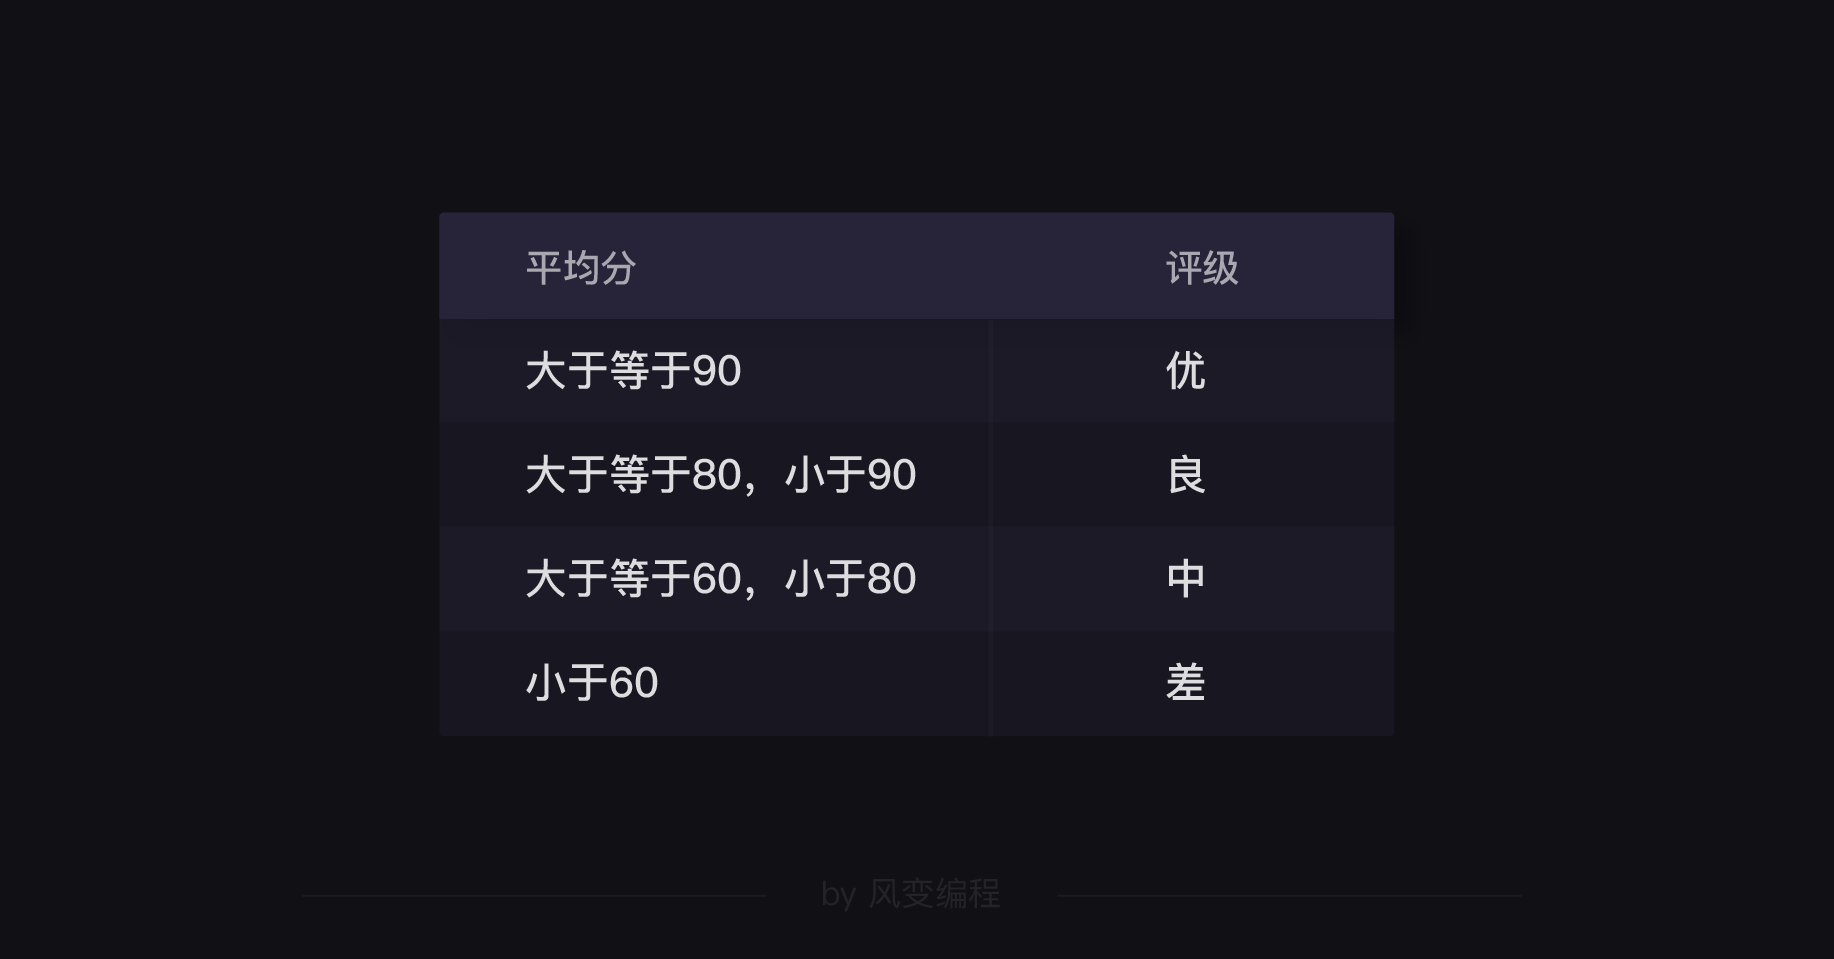 平均分 评级
大于等于90 优
大于等于80，小于90 良
大于等于60，小于80 中
小于60 差
by 风变编程